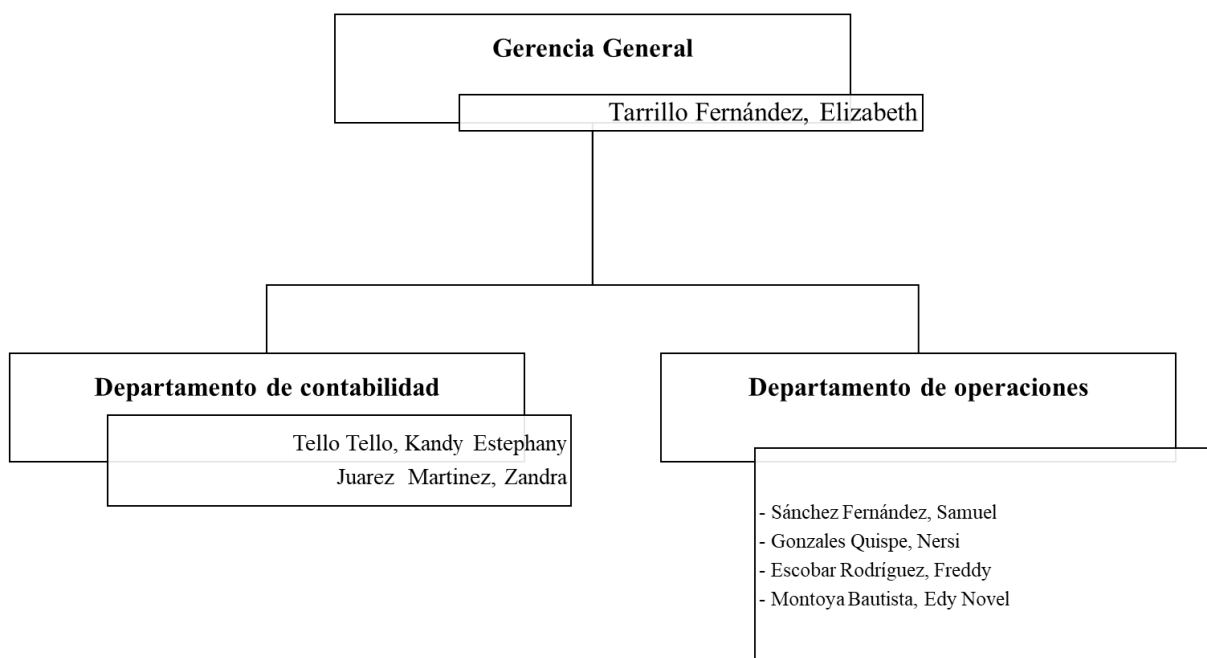 Gerencia General
Tarrillo Fernández, Elizabeth
Departamento de contabilidad
Tello Tello, Kandy Estephany
Juarez Martinez, Zandra
Departamento de operaciones
- Sánchez Fernández, Samuel
- Gonzales Quispe, Nersi
- Escobar Rodríguez, Freddy
- Montoya Bautista, Edy Novel